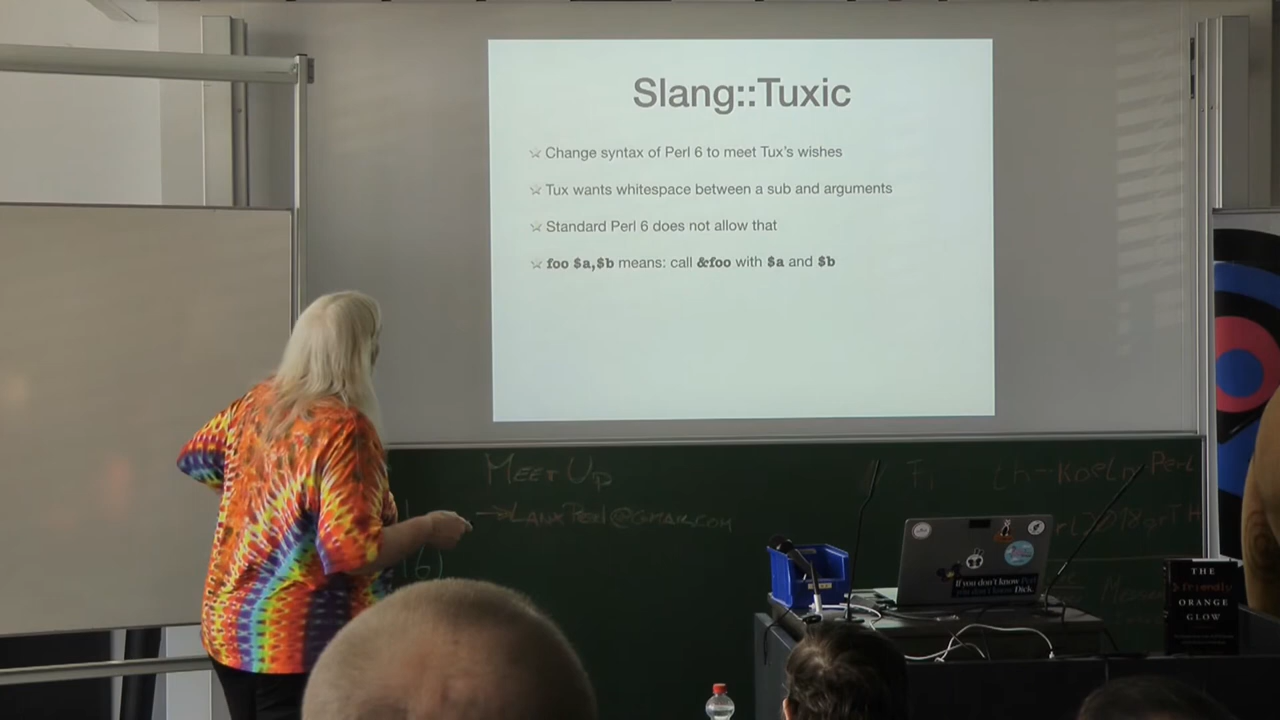 Slang::Tuxic
☆ Change syntax of Perl 6 to meet Tux's wishes
☆ Tux wants whitespace between a sub and arguments
☆ Standard Perl 6 does not allow that
☆ foo $a,$b means: call &foo with $a and $b
MEET UP
If you don't know Perl
you don't know Dick.
THE
friendly
ORANGE
GLOW